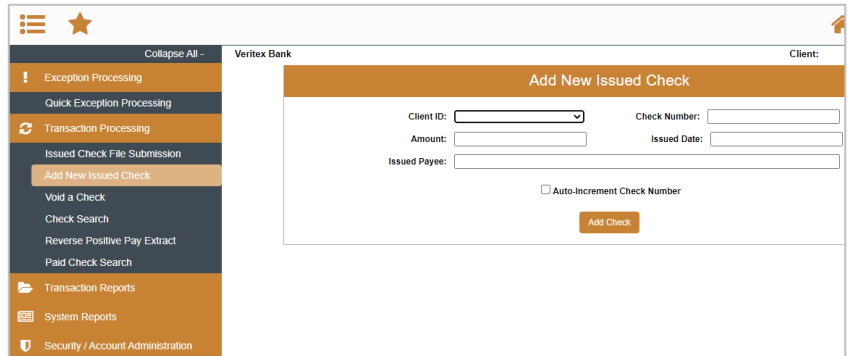 Collapse All -
Veritex Bank
Client:
Exception Processing
Quick Exception Processing
Transaction Processing
Issued Check File Submission
Add New Issued Check
Void a Check
Check Search
Reverse Positive Pay Extract
Paid Check Search
Transaction Reports
System Reports
Security / Account Administration
Add New Issued Check
Client ID:
Check Number:
Amount:
Issued Date:
Issued Payee:
Auto-Increment Check Number
Add Check